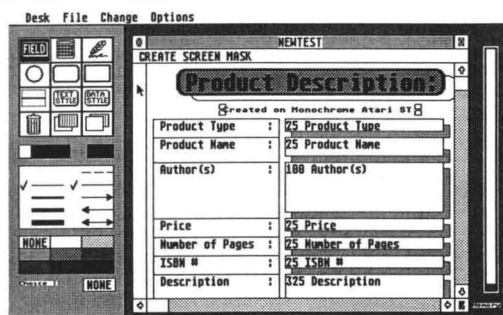 Desk File Change Options
NEWTEST
CREATE SCREEN MASK
FIELD
Product Description:
Created on Monochrome Atari ST
TEXT STYLE
DATA STYLE
Product Type : 25 Product Type
Product Name : 25 Product Name
Author(s) : 100 Author(s)
Price : 25 Price
Number of Pages : 25 Number of Pages
ISBN # : 25 ISBN #
Description : 325 Description
NONE
Choice
NONE
Memory